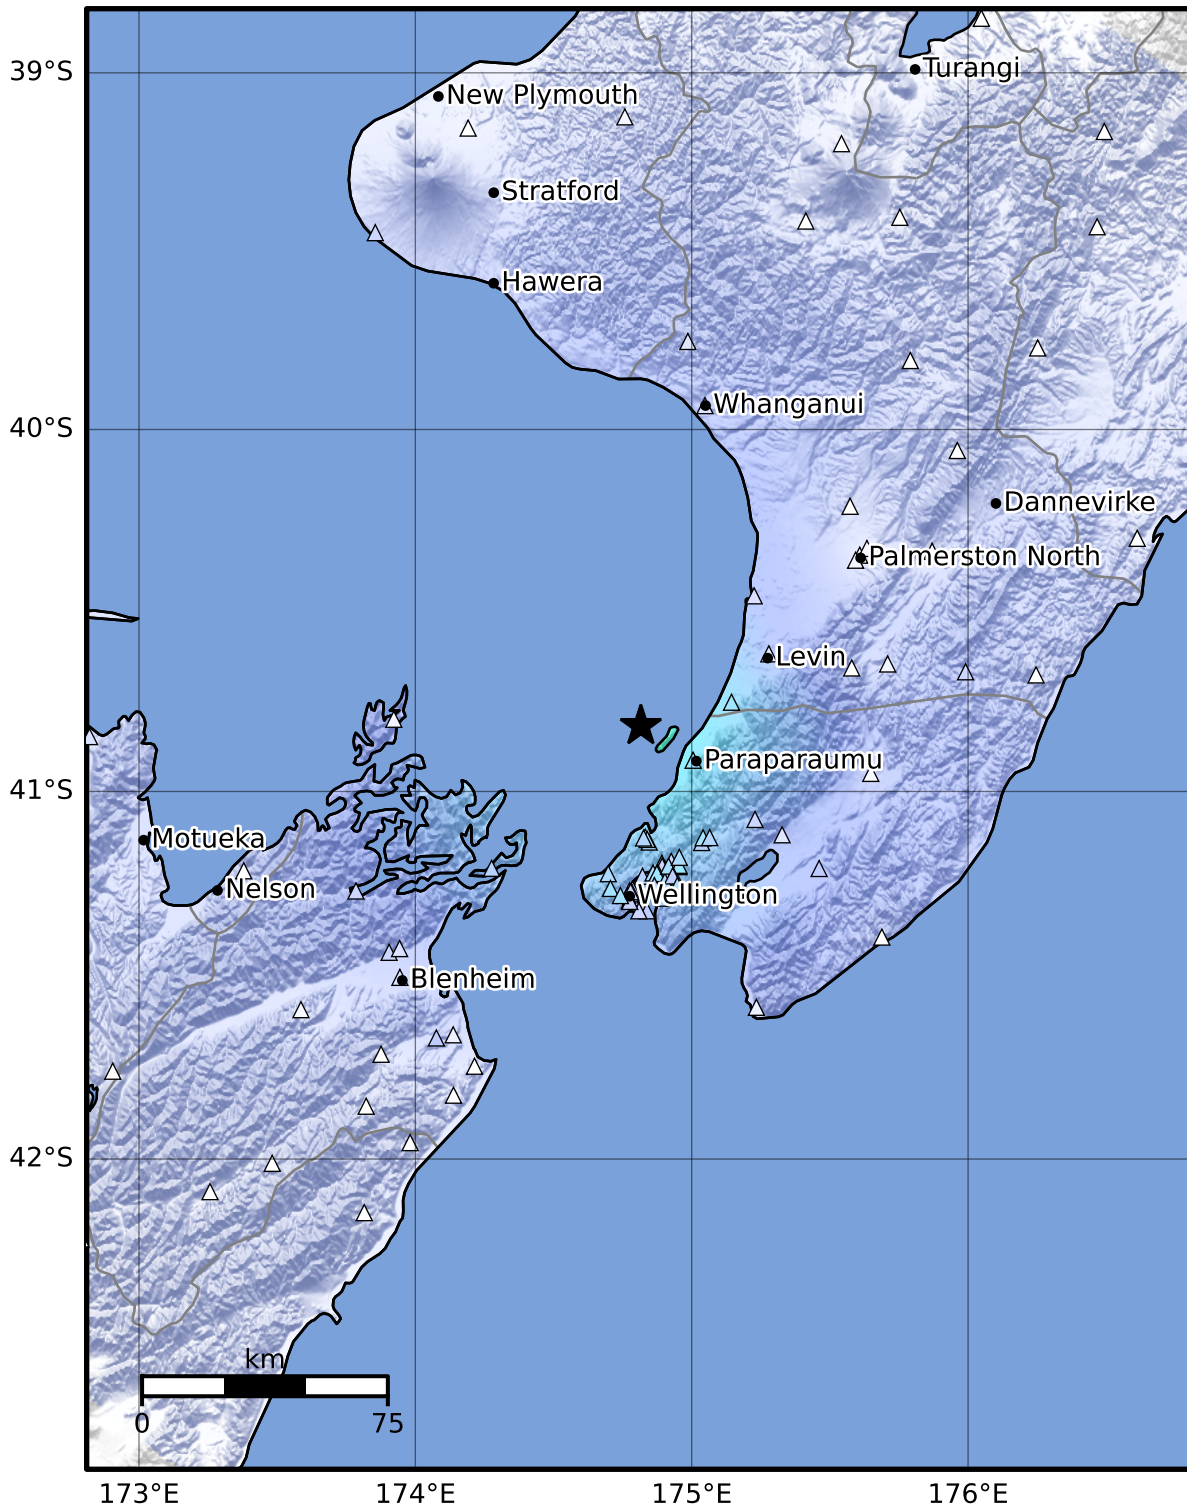 Turangi
39°S
New Plymouth
Stratford
Hawera
Whanganui
40°S
Dannevirke
Palmerston North
Levin
Paraparaumu
41°S
Motueka
Nelson
Wellington
Blenheim
42°S
km
0
75
173°E
174°E
175°E
176°E